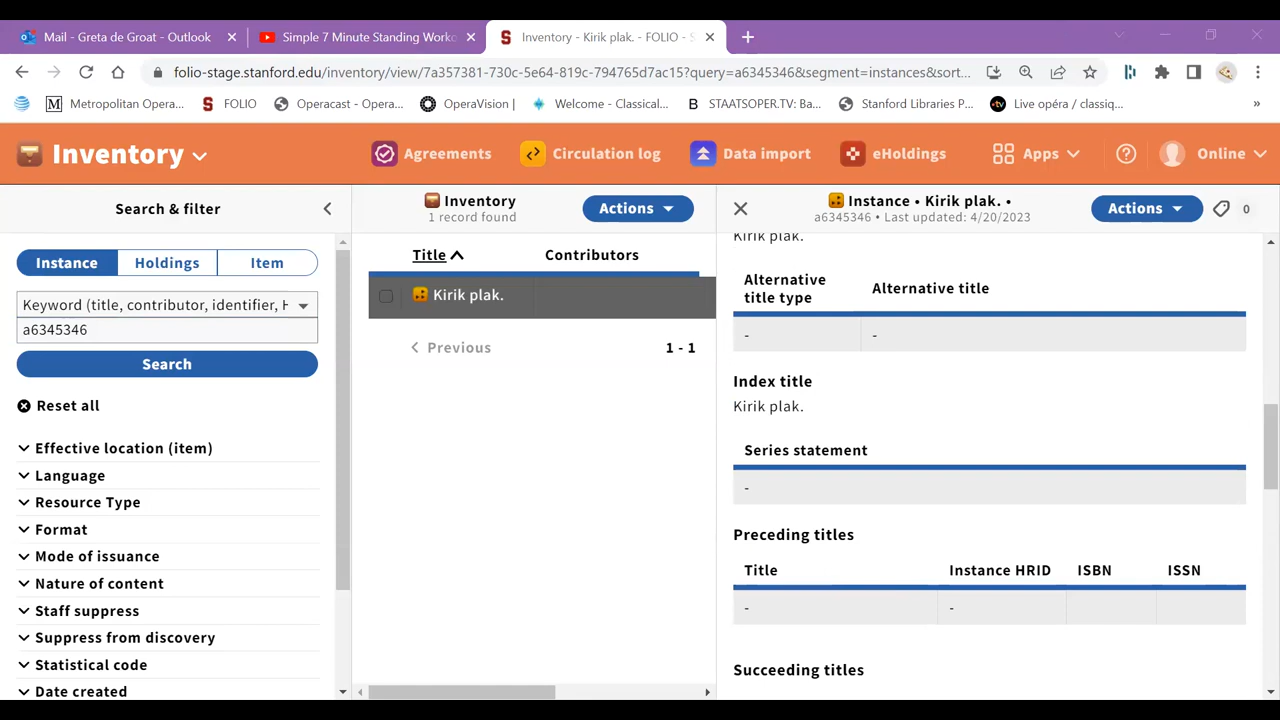 Mail - Greta de Groat - Outlook
Simple 7 Minute Standing Worko
Inventory - Kirik plak. - FOLIO - S
folio-stage.stanford.edu/inventory/view/7a357381-730c-5e64-819c-794765d7ac15?query=a6345346&segment=instances&sort...
Metropolitan Opera...
FOLIO
Operacast - Opera...
OperaVision |
Welcome - Classical...
STAATSOPER.TV: Ba...
Stanford Libraries P...
Live opéra / classiq...
»
Inventory
Agreements
Circulation log
Data import
eHoldings
Apps
Online
Search & filter
Instance
Holdings
Item
Keyword (title, contributor, identifier, H
a6345346
Search
Reset all
Effective location (item)
Language
Resource Type
Format
Mode of issuance
Nature of content
Staff suppress
Suppress from discovery
Statistical code
Date created
Inventory
1 record found
Actions
Title
Contributors
Kirik plak.
Previous
1 - 1
Instance • Kirik plak. •
a6345346 • Last updated: 4/20/2023
Actions
0
Kirik plak.
Alternative title type
Alternative title
-
-
Index title
Kirik plak.
Series statement
-
Preceding titles
Title
Instance HRID
ISBN
ISSN
-
-
Succeeding titles